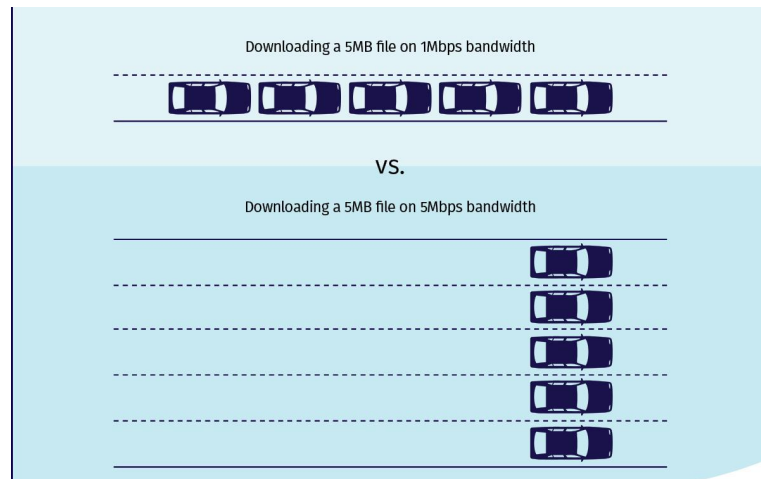 Downloading a 5MB file on 1Mbps bandwidth
vs.
Downloading a 5MB file on 5Mbps bandwidth